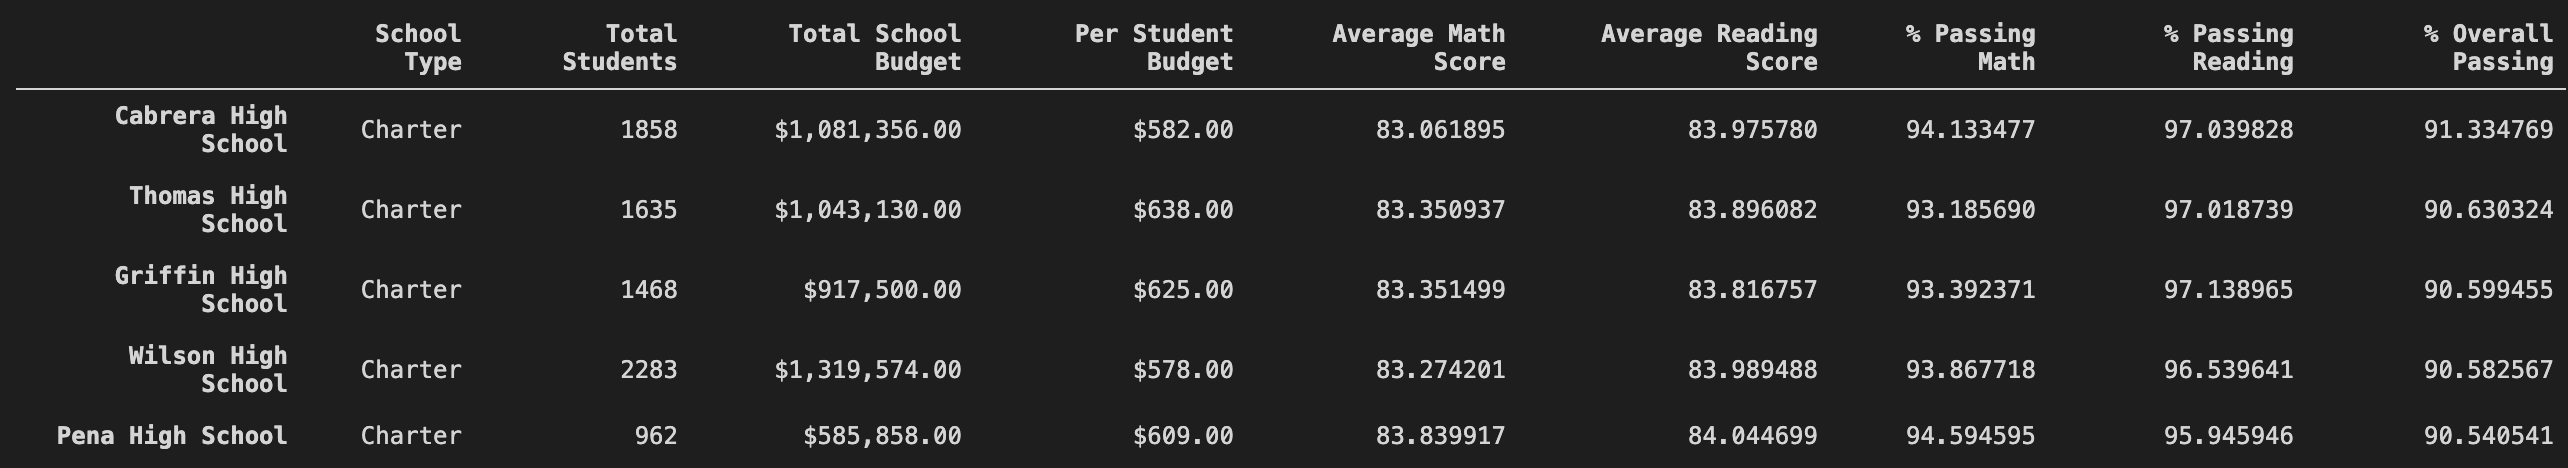 School Total Total School Per Student Average Math Average Reading % Passing % Passing % Overall
Type Students Budget Budget Score Score Math Reading Passing
Cabrera High
School Charter 1858 $1,081,356.00 $582.00 83.061895 83.975780 94.133477 97.039828 91.334769
Thomas High
School Charter 1635 $1,043,130.00 $638.00 83.350937 83.896082 93.185690 97.018739 90.630324
Griffin High
School Charter 1468 $917,500.00 $625.00 83.351499 83.816757 93.392371 97.138965 90.599455
Wilson High
School Charter 2283 $1,319,574.00 $578.00 83.274201 83.989488 93.867718 96.539641 90.582567
Pena High School Charter 962 $585,858.00 $609.00 83.839917 84.044699 94.594595 95.945946 90.540541